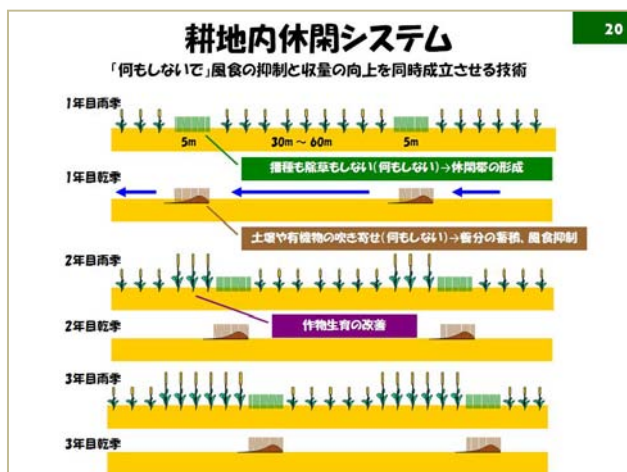 20
耕地内休閑システム
「何もしないで」風食の抑制と収量の向上を同時成立させる技術
1年目雨季
5m
30m～60m
5m
播種も除草もしない(何もしない)→休閑帯の形成
1年目乾季
土壌や有機物の吹き寄せ(何もしない)→養分の蓄積、風食抑制
2年目雨季
作物生育の改善
2年目乾季
3年目雨季
3年目乾季